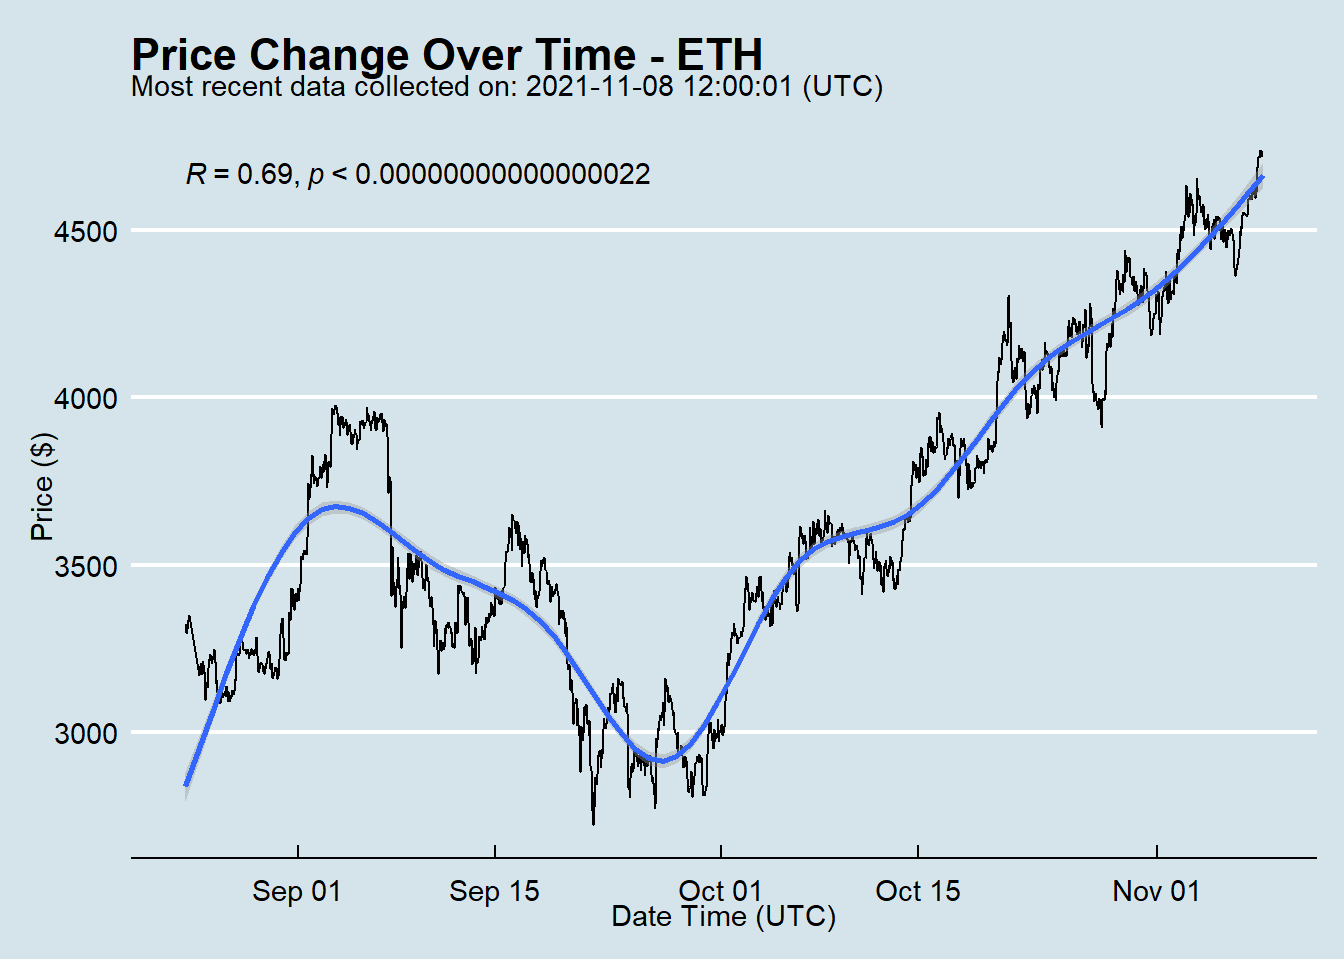 Price Change Over Time - ETH
Most recent data collected on: 2021-11-08 12:00:01 (UTC)
R = 0.69, p < 0.00000000000000022
4500
4000
3500
3000
Price ($)
Sep 01 Sep 15 Oct 01 Oct 15 Nov 01
Date Time (UTC)